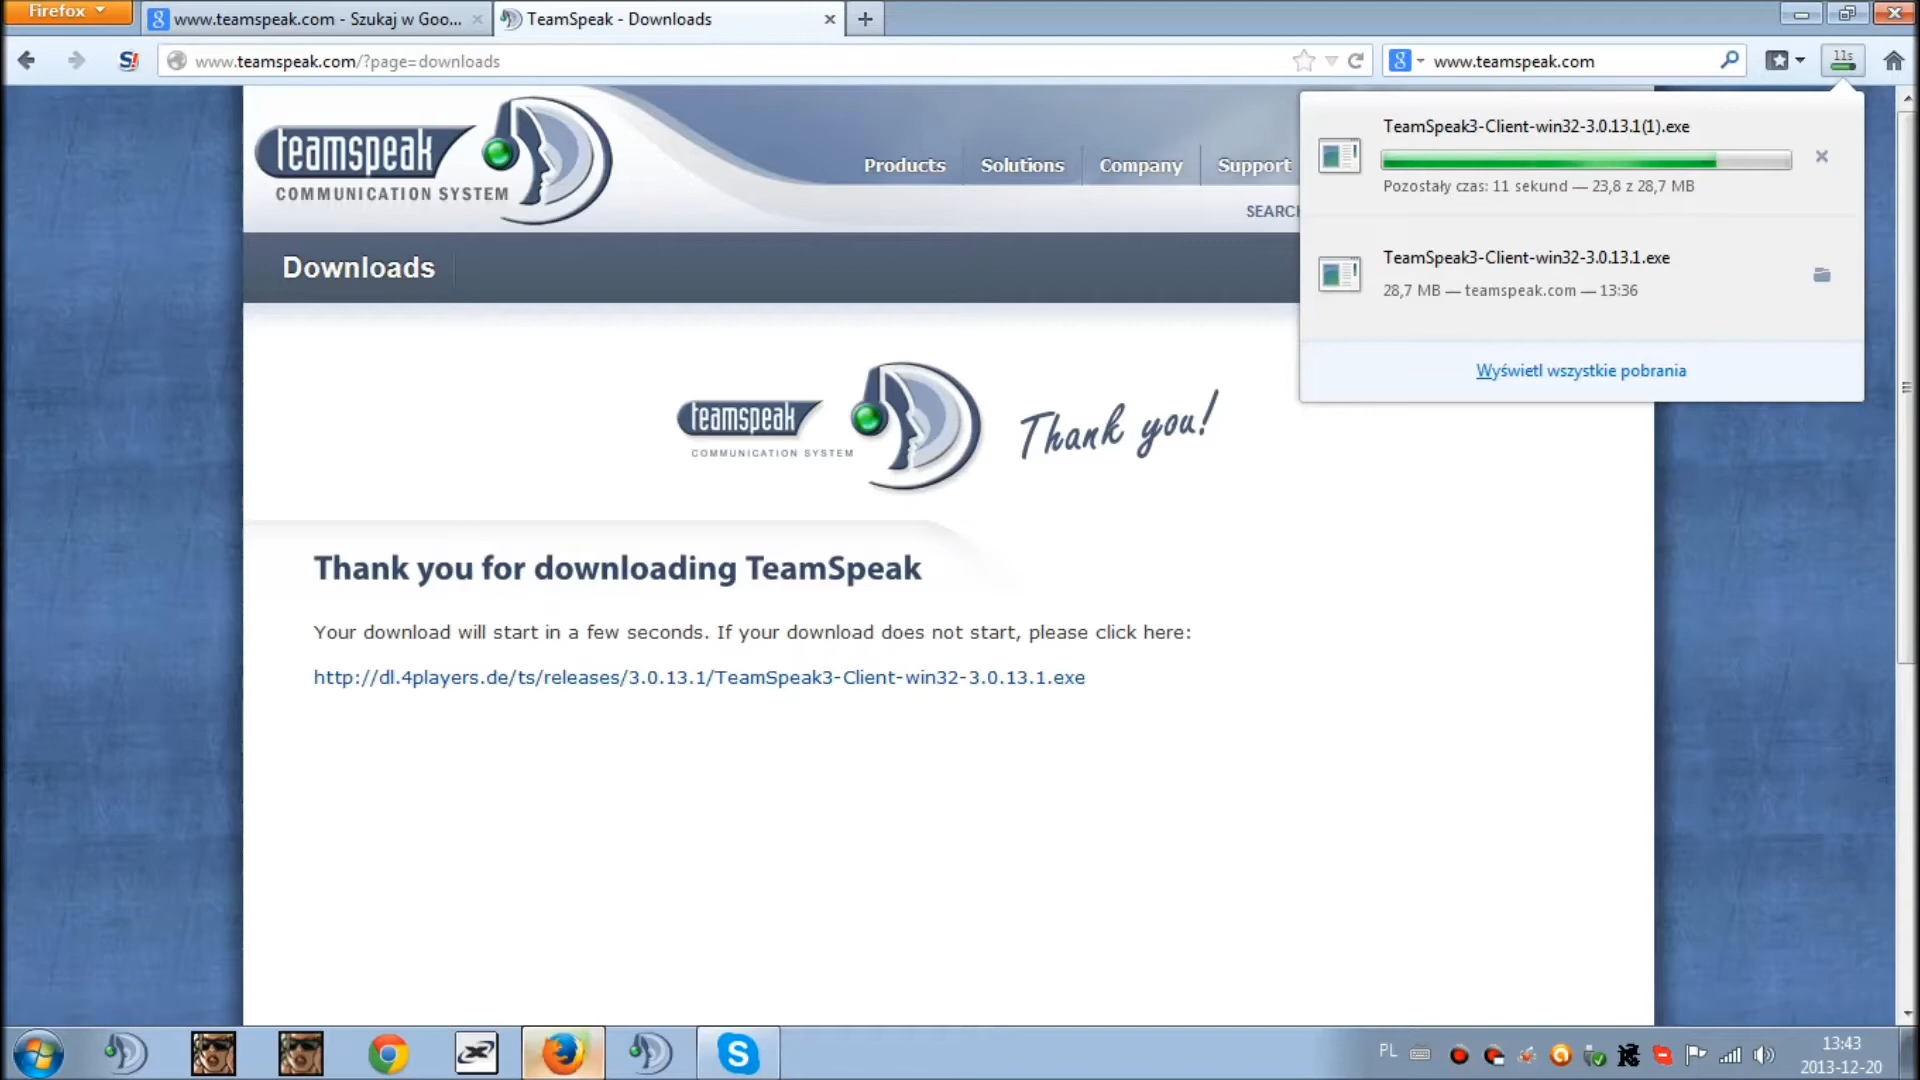 Firefox
www.teamspeak.com - Szukaj w Goo...
TeamSpeak - Downloads
www.teamspeak.com/?page=downloads
www.teamspeak.com
11s
teamspeak
COMMUNICATION SYSTEM
Products
Solutions
Company
Support
SEARCH
TeamSpeak3-Client-win32-3.0.13.1(1).exe
Pozostały czas: 11 sekund — 23,8 z 28,7 MB
TeamSpeak3-Client-win32-3.0.13.1.exe
28,7 MB — teamspeak.com — 13:36
Wyświetl wszystkie pobrania
Downloads
teamspeak
COMMUNICATION SYSTEM
Thank you!
Thank you for downloading TeamSpeak
Your download will start in a few seconds. If your download does not start, please click here:
http://dl.4players.de/ts/releases/3.0.13.1/TeamSpeak3-Client-win32-3.0.13.1.exe
PL
13:43
2013-12-20